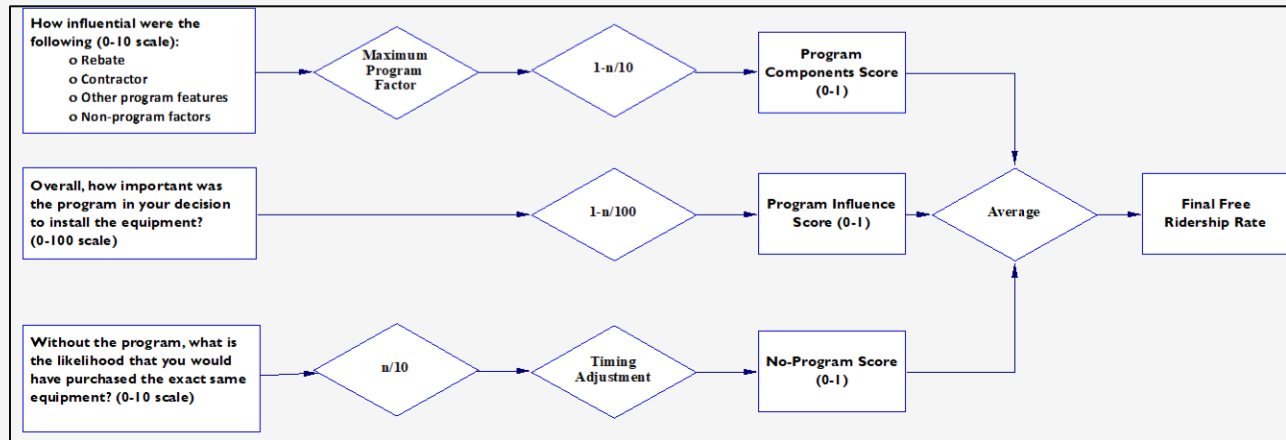 How influential were the
following (0-10 scale):
o Rebate
o Contractor
o Other program features
o Non-program factors
Maximum
Program
Factor
1-n/10
Program
Components Score
(0-1)
Overall, how important was
the program in your decision
to install the equipment?
(0-100 scale)
1-n/100
Program Influence
Score (0-1)
Average
Final Free
Ridership Rate
Without the program, what is
the likelihood that you would
have purchased the exact same
equipment? (0-10 scale)
n/10
Timing
Adjustment
No-Program Score
(0-1)